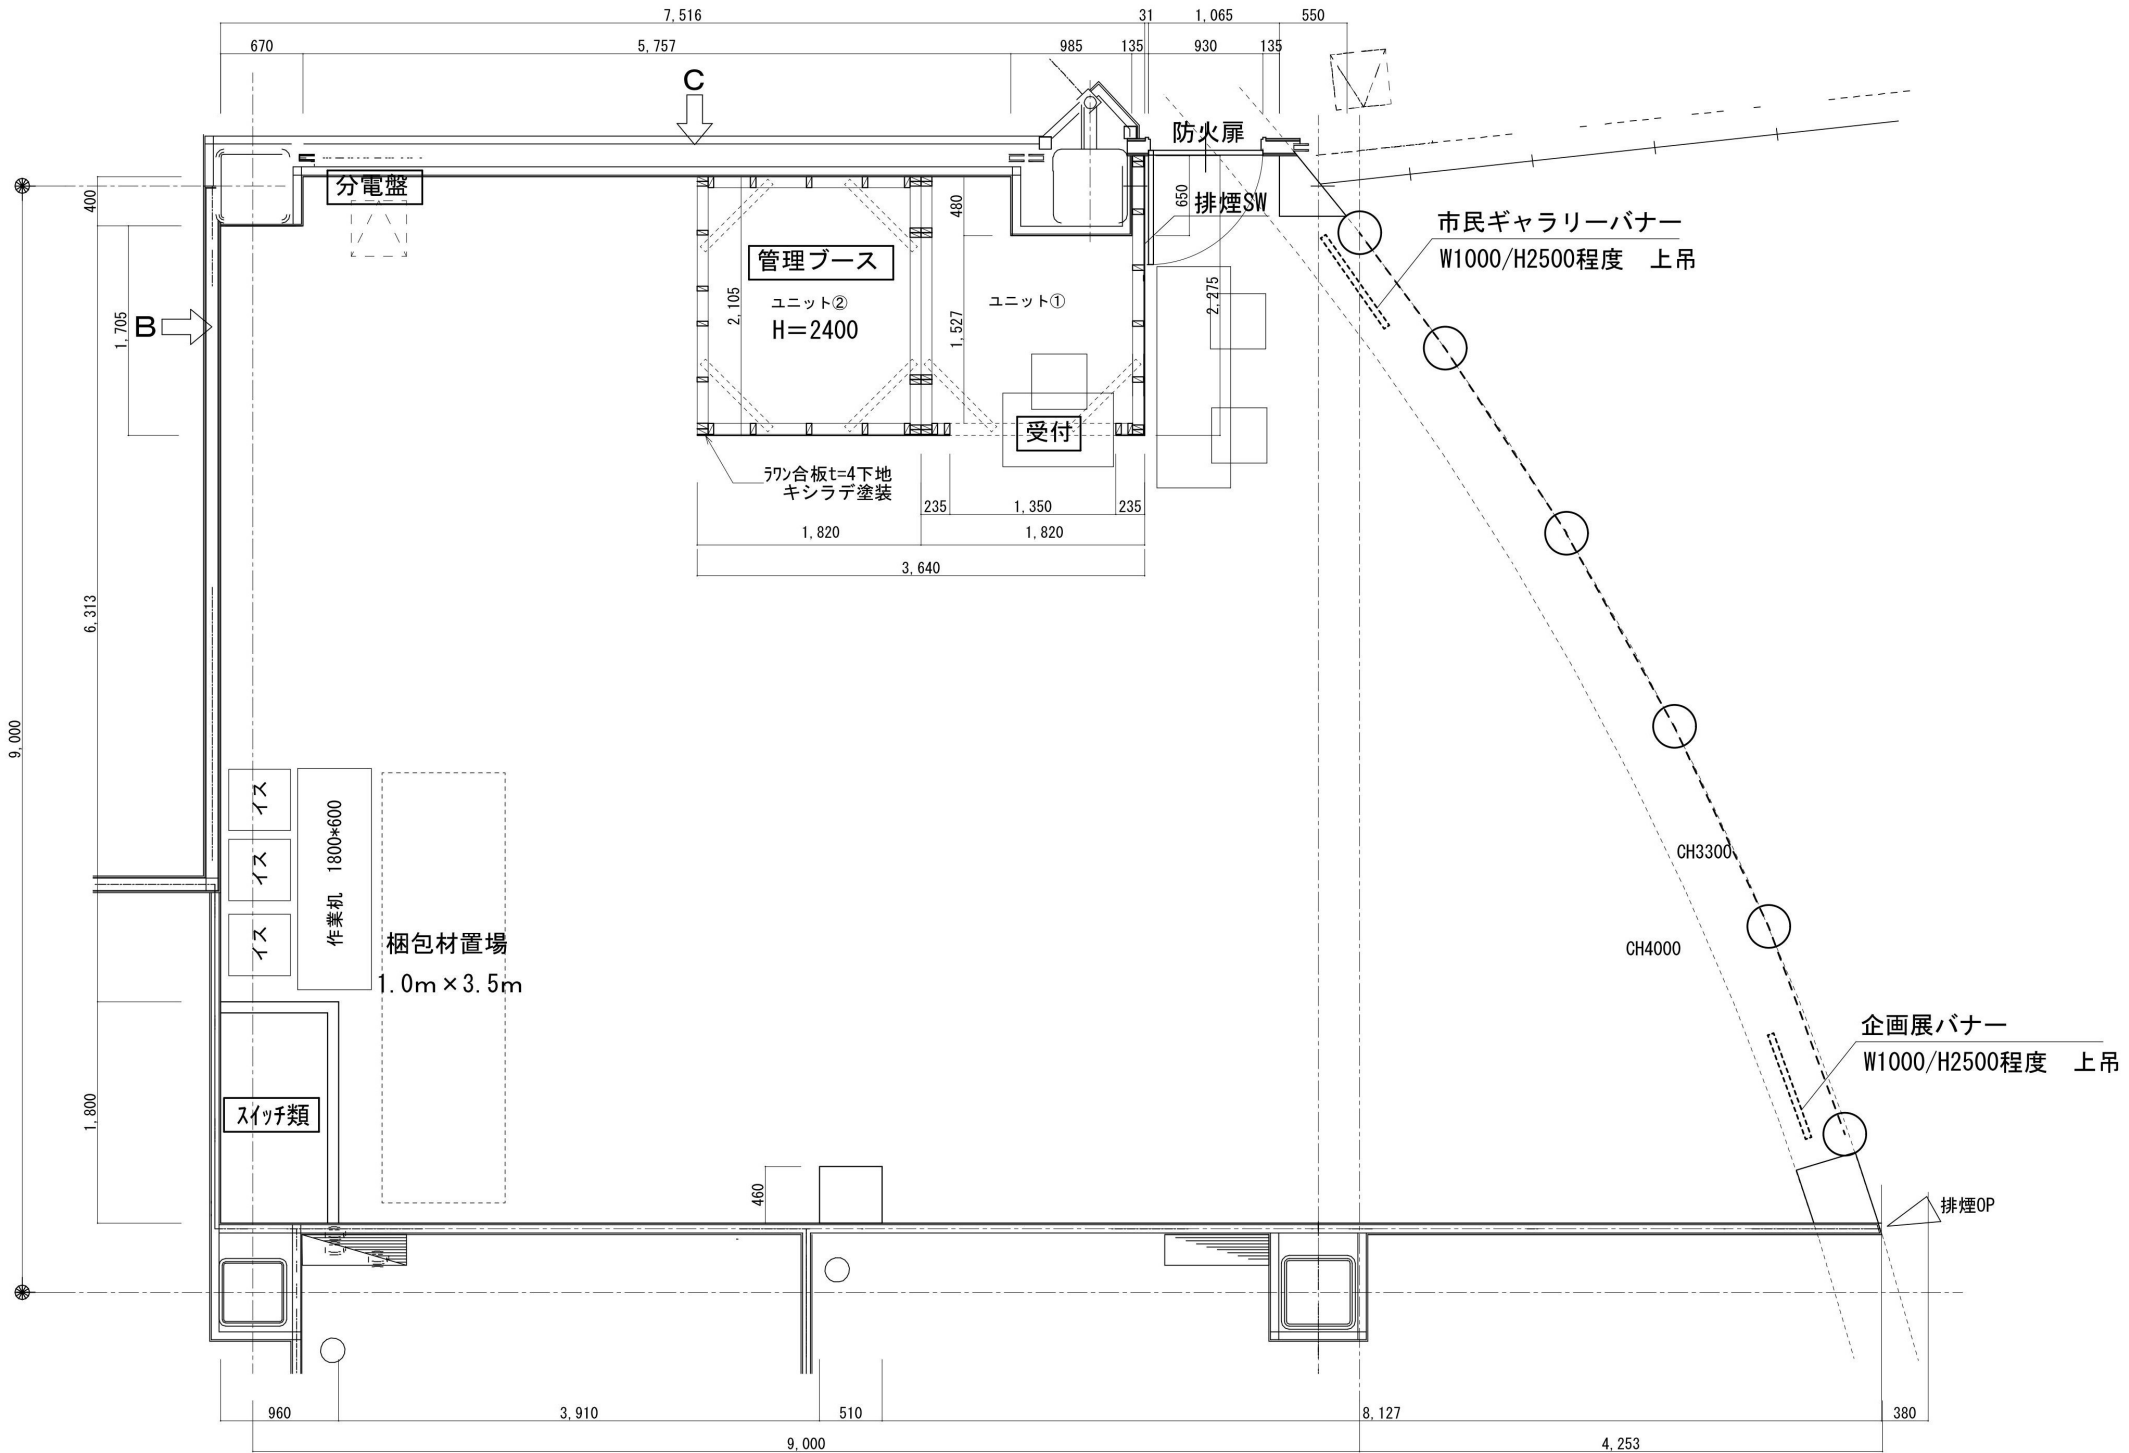 7,516
31
1,065
550
670
5,757
985
135
930
135
C
防火扉
分電盤
400
480
650
排煙SW
市民ギャラリーバナー
W1000/H2500程度　上吊
管理ブース
ユニット②
H=2400
ユニット①
2,105
1,527
2,275
1,705
B
受付
ﾗﾜﾝ合板t=4下地
キシラデ塗装
235
1,350
235
1,820
1,820
3,640
6,313
9,000
イス
イス
イス
作業机　1800*600
梱包材置場
1.0m×3.5m
CH3300
CH4000
企画展バナー
W1000/H2500程度　上吊
1,800
ｽｲｯﾁ類
460
排煙OP
960
3,910
510
8,127
380
9,000
4,253